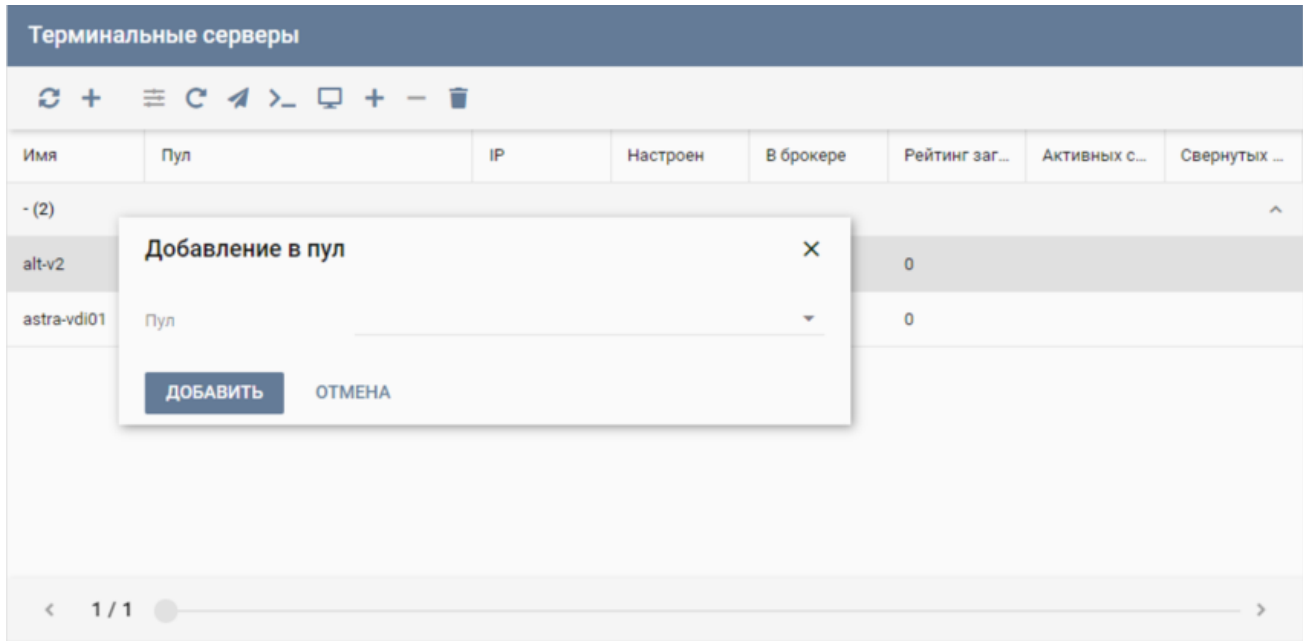 Терминальные серверы
Имя Пул IP Настроен В брокере Рейтинг заг... Активных с... Свернутых ...
- (2)
Добавление в пул
alt-v2 0
astra-vdi01 Пул 0
ДОБАВИТЬ ОТМЕНА
1 / 1